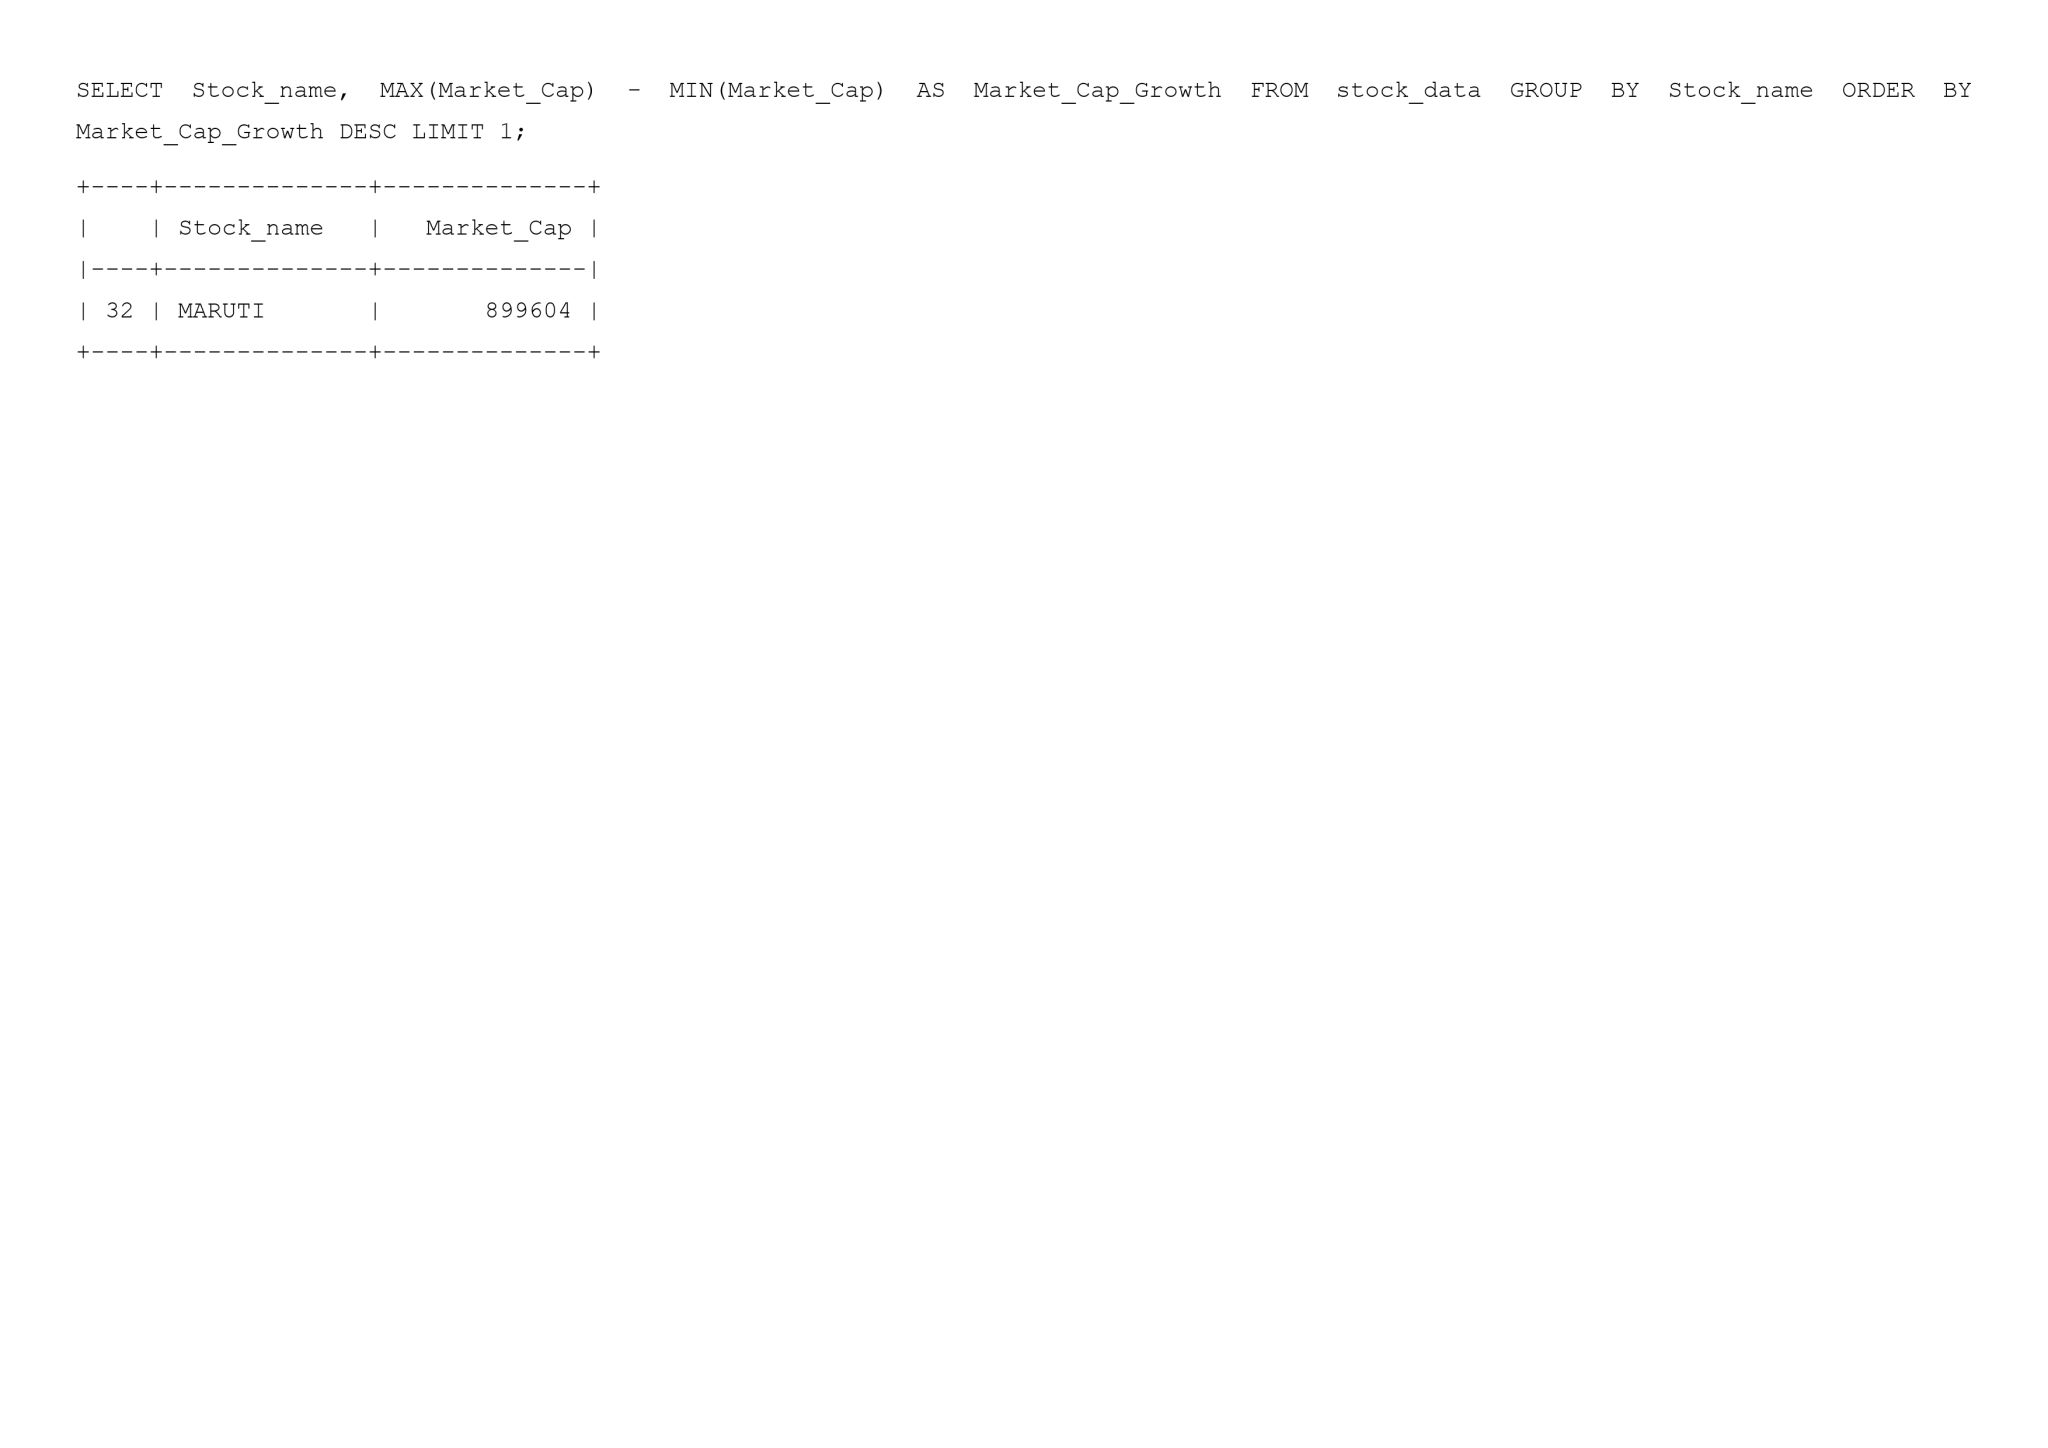 SELECT Stock_name, MAX(Market_Cap) - MIN(Market_Cap) AS Market_Cap_Growth FROM stock_data GROUP BY Stock_name ORDER BY
Market_Cap_Growth DESC LIMIT 1;
+----+--------------+--------------+
|    | Stock_name   |   Market_Cap |
|----+--------------+--------------|
| 32 | MARUTI       |       899604 |
+----+--------------+--------------+